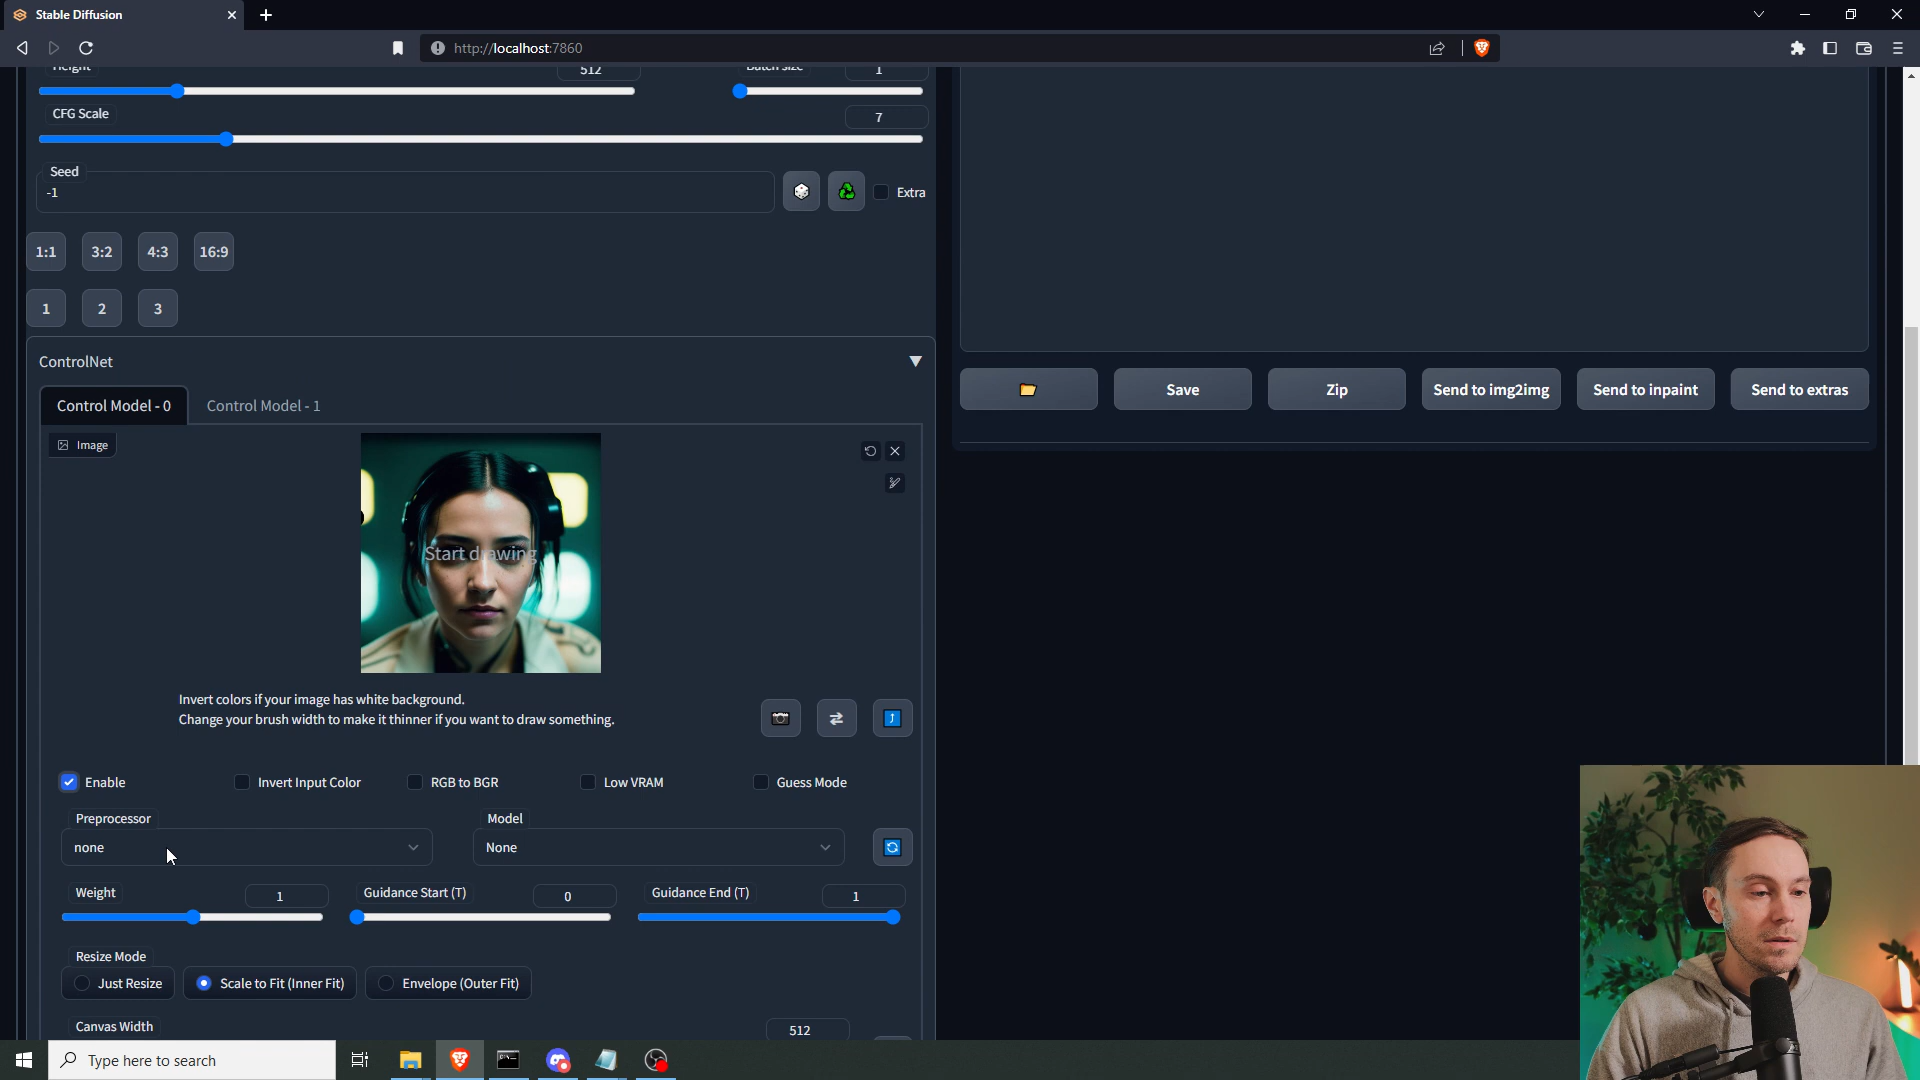 Stable Diffusion
http://localhost:7860
Height
512
Batch size
1
CFG Scale
7
Seed
-1
Extra
1:1
3:2
4:3
16:9
1
2
3
ControlNet
Control Model - 0
Control Model - 1
Image
Start drawing
Save
Zip
Send to img2img
Send to inpaint
Send to extras
Invert colors if your image has white background.
Change your brush width to make it thinner if you want to draw something.
Enable
Invert Input Color
RGB to BGR
Low VRAM
Guess Mode
Preprocessor
none
Model
None
Weight
1
Guidance Start (T)
0
Guidance End (T)
1
Resize Mode
Just Resize
Scale to Fit (Inner Fit)
Envelope (Outer Fit)
Canvas Width
512
Type here to search